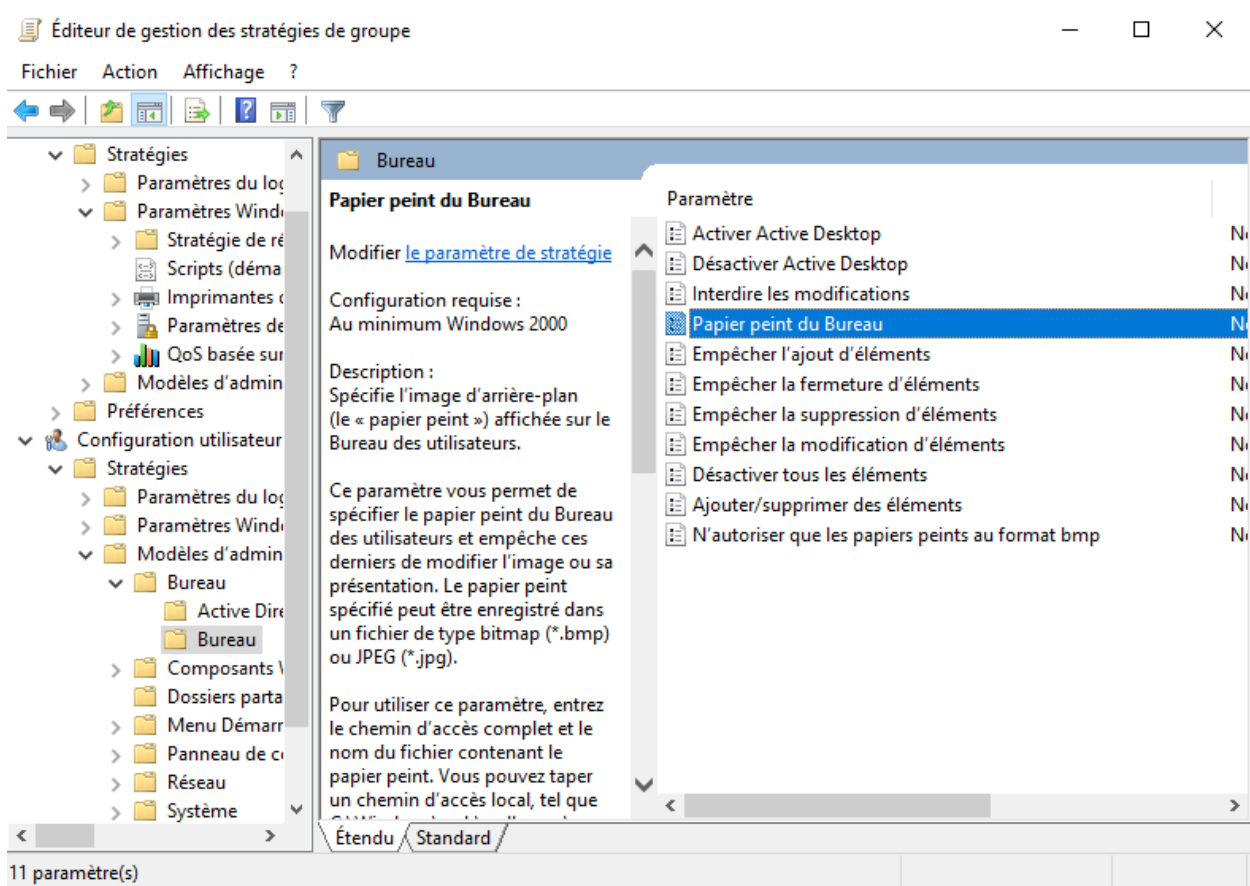 Éditeur de gestion des stratégies de groupe
Fichier Action Affichage ?
Stratégies
Paramètres du log
Paramètres Wind
Stratégie de ré
Scripts (déma
Imprimantes
Paramètres de
QoS basée sur
Modèles d'admin
Préférences
Configuration utilisateur
Stratégies
Paramètres du log
Paramètres Wind
Modèles d'admin
Bureau
Active Dire
Bureau
Composants
Dossiers parta
Menu Démarr
Panneau de c
Réseau
Système
Bureau
Papier peint du Bureau
Modifier le paramètre de stratégie
Configuration requise :
Au minimum Windows 2000
Description :
Spécifie l'image d'arrière-plan
(le « papier peint ») affichée sur le
Bureau des utilisateurs.
Ce paramètre vous permet de
spécifier le papier peint du Bureau
des utilisateurs et empêche ces
derniers de modifier l'image ou sa
présentation. Le papier peint
spécifié peut être enregistré dans
un fichier de type bitmap (*.bmp)
ou JPEG (*.jpg).
Pour utiliser ce paramètre, entrez
le chemin d'accès complet et le
nom du fichier contenant le
papier peint. Vous pouvez taper
un chemin d'accès local, tel que
Paramètre
Activer Active Desktop
Désactiver Active Desktop
Interdire les modifications
Papier peint du Bureau
Empêcher l'ajout d'éléments
Empêcher la fermeture d'éléments
Empêcher la suppression d'éléments
Empêcher la modification d'éléments
Désactiver tous les éléments
Ajouter/supprimer des éléments
N'autoriser que les papiers peints au format bmp
Étendu Standard
11 paramètre(s)